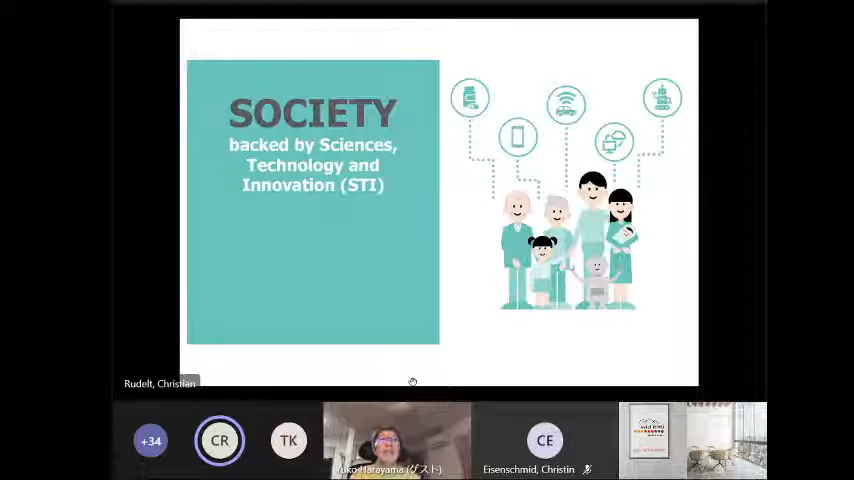 SOCIETY
backed by Sciences,
Technology and
Innovation (STI)
Rudelt, Christian
+34
CR
TK
Yuko Harayama (ゲスト)
CE
Eisenschmid, Christin